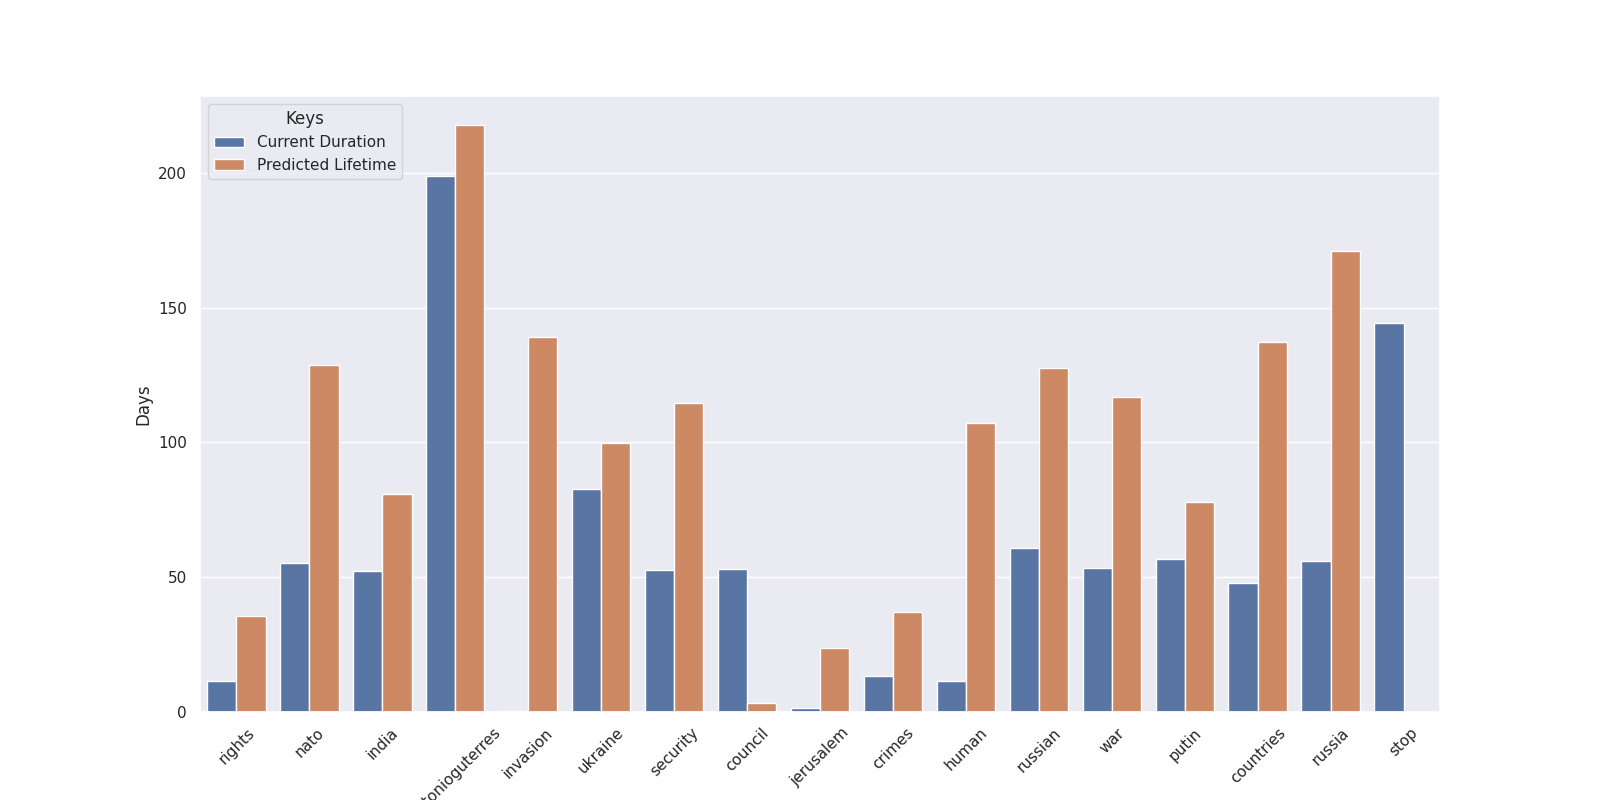 Keys
Current Duration
Predicted Lifetime
Days
200
150
100
50
0
rights
nato
india
tonioguterres
invasion
ukraine
security
council
jerusalem
crimes
human
russian
war
putin
countries
russia
stop